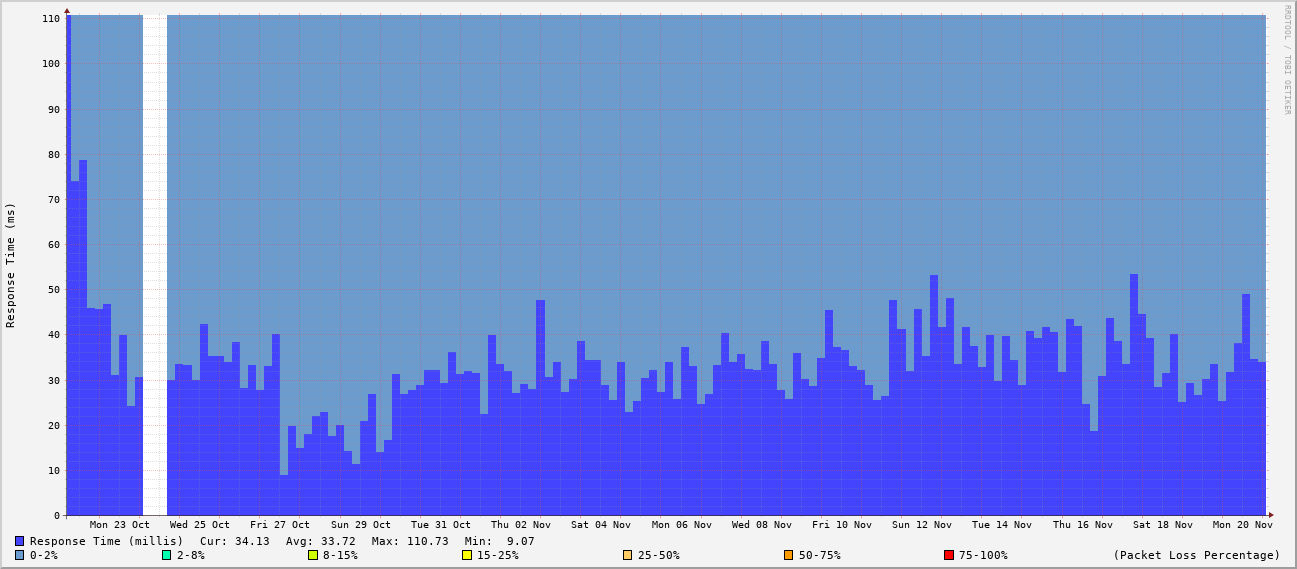 RRDTOOL / TOBI OETIKER
Response Time (ms)
110
100
90
80
70
60
50
40
30
20
10
0
Mon 23 Oct Wed 25 Oct Fri 27 Oct Sun 29 Oct Tue 31 Oct Thu 02 Nov Sat 04 Nov Mon 06 Nov Wed 08 Nov Fri 10 Nov Sun 12 Nov Tue 14 Nov Thu 16 Nov Sat 18 Nov Mon 20 Nov
Response Time (millis) Cur: 34.13 Avg: 33.72 Max: 110.73 Min: 9.07
0-2% 2-8% 8-15% 15-25% 25-50% 50-75% 75-100% (Packet Loss Percentage)